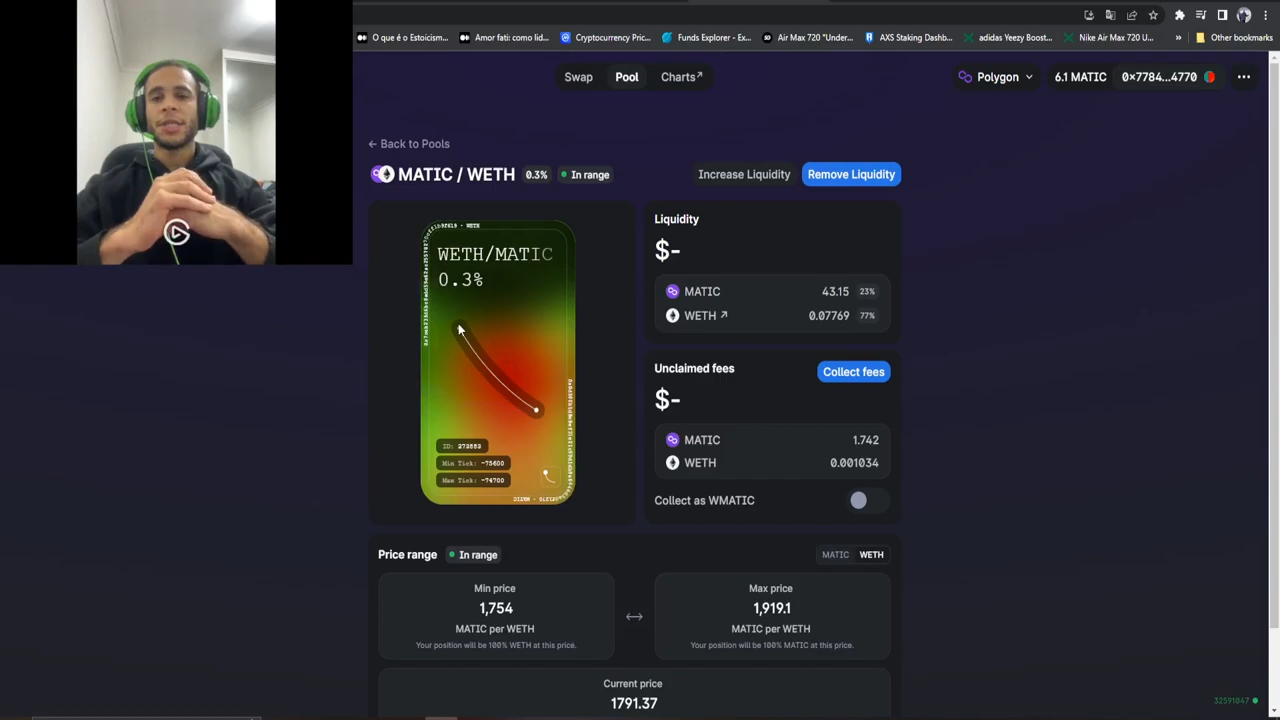 O que é o Estoicism...
Amor fati: como lid...
Cryptocurrency Pric...
Funds Explorer - Ex...
Air Max 720 "Under...
AXS Staking Dashb...
adidas Yeezy Boost...
Nike Air Max 720 U...
»
Other bookmarks
Swap
Pool
Charts↗
Polygon
6.1 MATIC
0×7784...4770
← Back to Pools
MATIC / WETH
0.3%
In range
Increase Liquidity
Remove Liquidity
WETH/MATIC
0.3%
ID: 272883
Min Tick: -75600
Max Tick: -74700
Liquidity
$-
MATIC 43.15 23%
WETH ↗ 0.07769 77%
Unclaimed fees
Collect fees
$-
MATIC 1.742
WETH 0.001034
Collect as WMATIC
Price range
In range
MATIC WETH
Min price
1,754
MATIC per WETH
Your position will be 100% WETH at this price.
Max price
1,919.1
MATIC per WETH
Your position will be 100% MATIC at this price.
Current price
1791.37
32591047